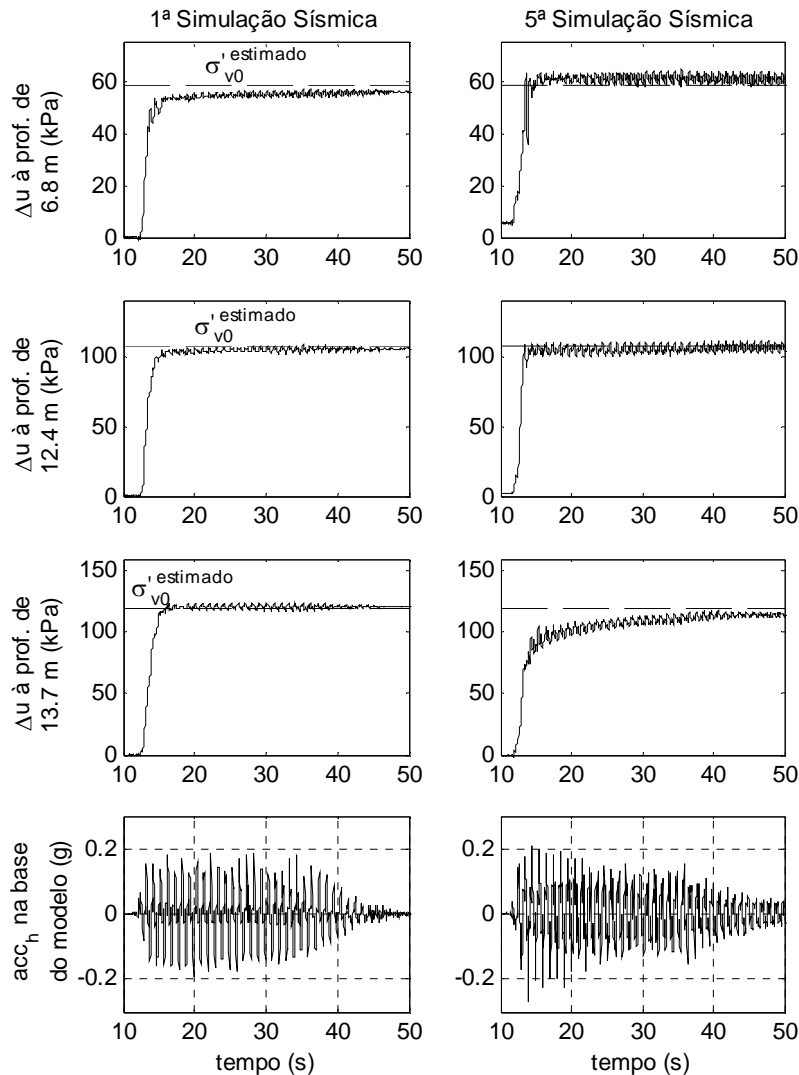 1ª Simulação Sísmica
5ª Simulação Sísmica
Δu à prof. de
6.8 m (kPa)
60
40
20
0
σ'v0 estimado
10 20 30 40 50
60
40
20
0
10 20 30 40 50
Δu à prof. de
12.4 m (kPa)
100
50
0
σ'v0 estimado
10 20 30 40 50
100
50
0
10 20 30 40 50
Δu à prof. de
13.7 m (kPa)
150
100
50
0
σ'v0 estimado
10 20 30 40 50
150
100
50
0
10 20 30 40 50
acc_h na base
do modelo (g)
0.2
0
-0.2
10 20 30 40 50
tempo (s)
0.2
0
-0.2
10 20 30 40 50
tempo (s)